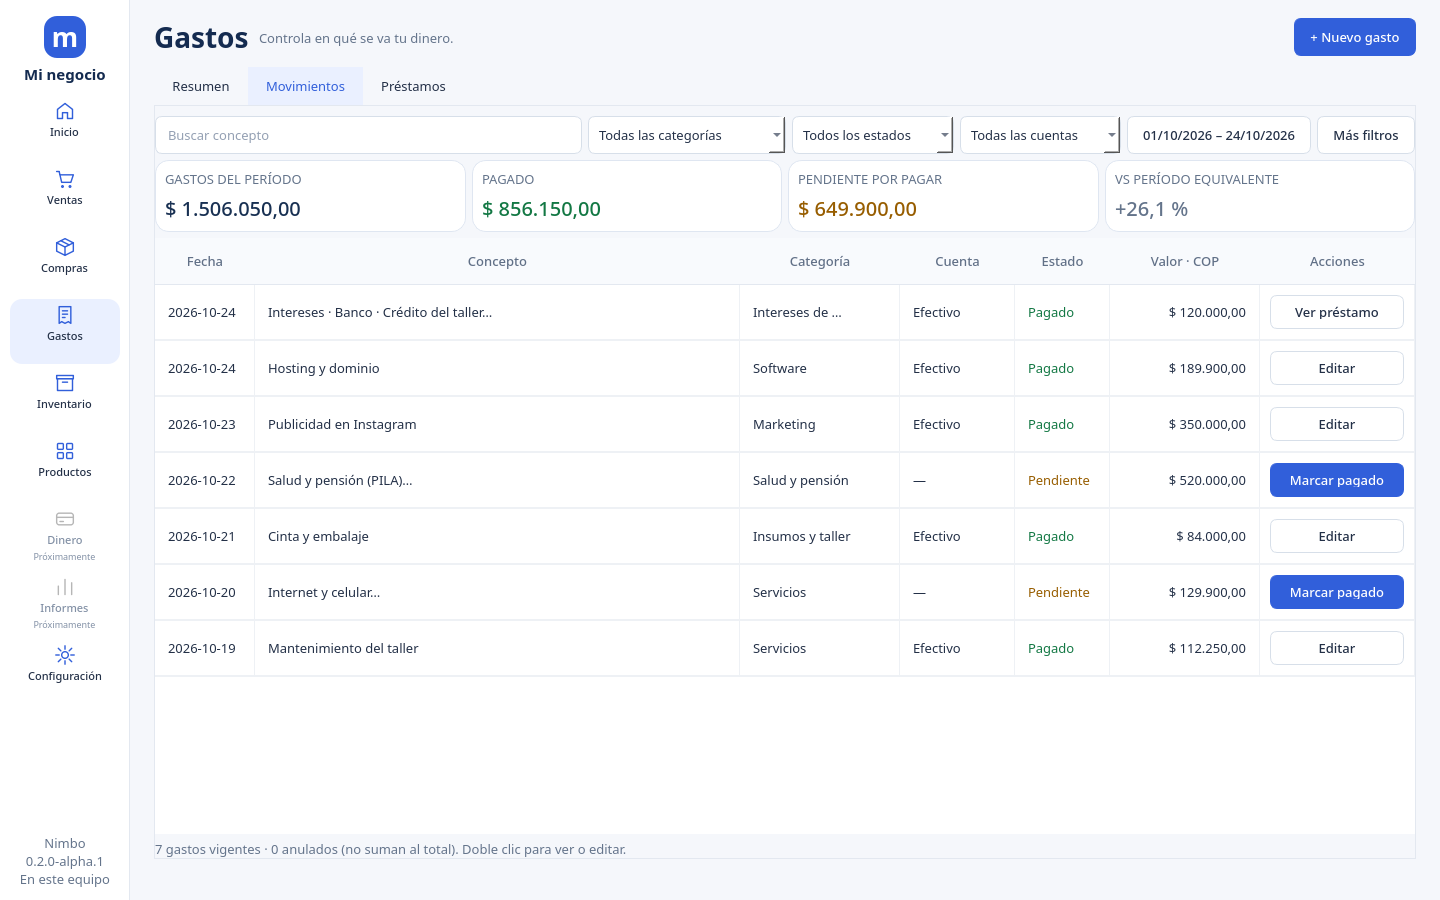 m
Mi negocio
Inicio
Ventas
Compras
Gastos
Inventario
Productos
Dinero
Próximamente
Informes
Próximamente
Configuración
Nimbo
0.2.0-alpha.1
En este equipo
Gastos Controla en qué se va tu dinero.
+ Nuevo gasto
Resumen Movimientos Préstamos
Buscar concepto Todas las categorías Todos los estados Todas las cuentas 01/10/2026 – 24/10/2026 Más filtros
GASTOS DEL PERÍODO PAGADO PENDIENTE POR PAGAR VS PERÍODO EQUIVALENTE
$ 1.506.050,00 $ 856.150,00 $ 649.900,00 +26,1 %
Fecha Concepto Categoría Cuenta Estado Valor · COP Acciones
2026-10-24 Intereses · Banco · Crédito del taller... Intereses de ... Efectivo Pagado $ 120.000,00 Ver préstamo
2026-10-24 Hosting y dominio Software Efectivo Pagado $ 189.900,00 Editar
2026-10-23 Publicidad en Instagram Marketing Efectivo Pagado $ 350.000,00 Editar
2026-10-22 Salud y pensión (PILA)... Salud y pensión — Pendiente $ 520.000,00 Marcar pagado
2026-10-21 Cinta y embalaje Insumos y taller Efectivo Pagado $ 84.000,00 Editar
2026-10-20 Internet y celular... Servicios — Pendiente $ 129.900,00 Marcar pagado
2026-10-19 Mantenimiento del taller Servicios Efectivo Pagado $ 112.250,00 Editar
7 gastos vigentes · 0 anulados (no suman al total). Doble clic para ver o editar.